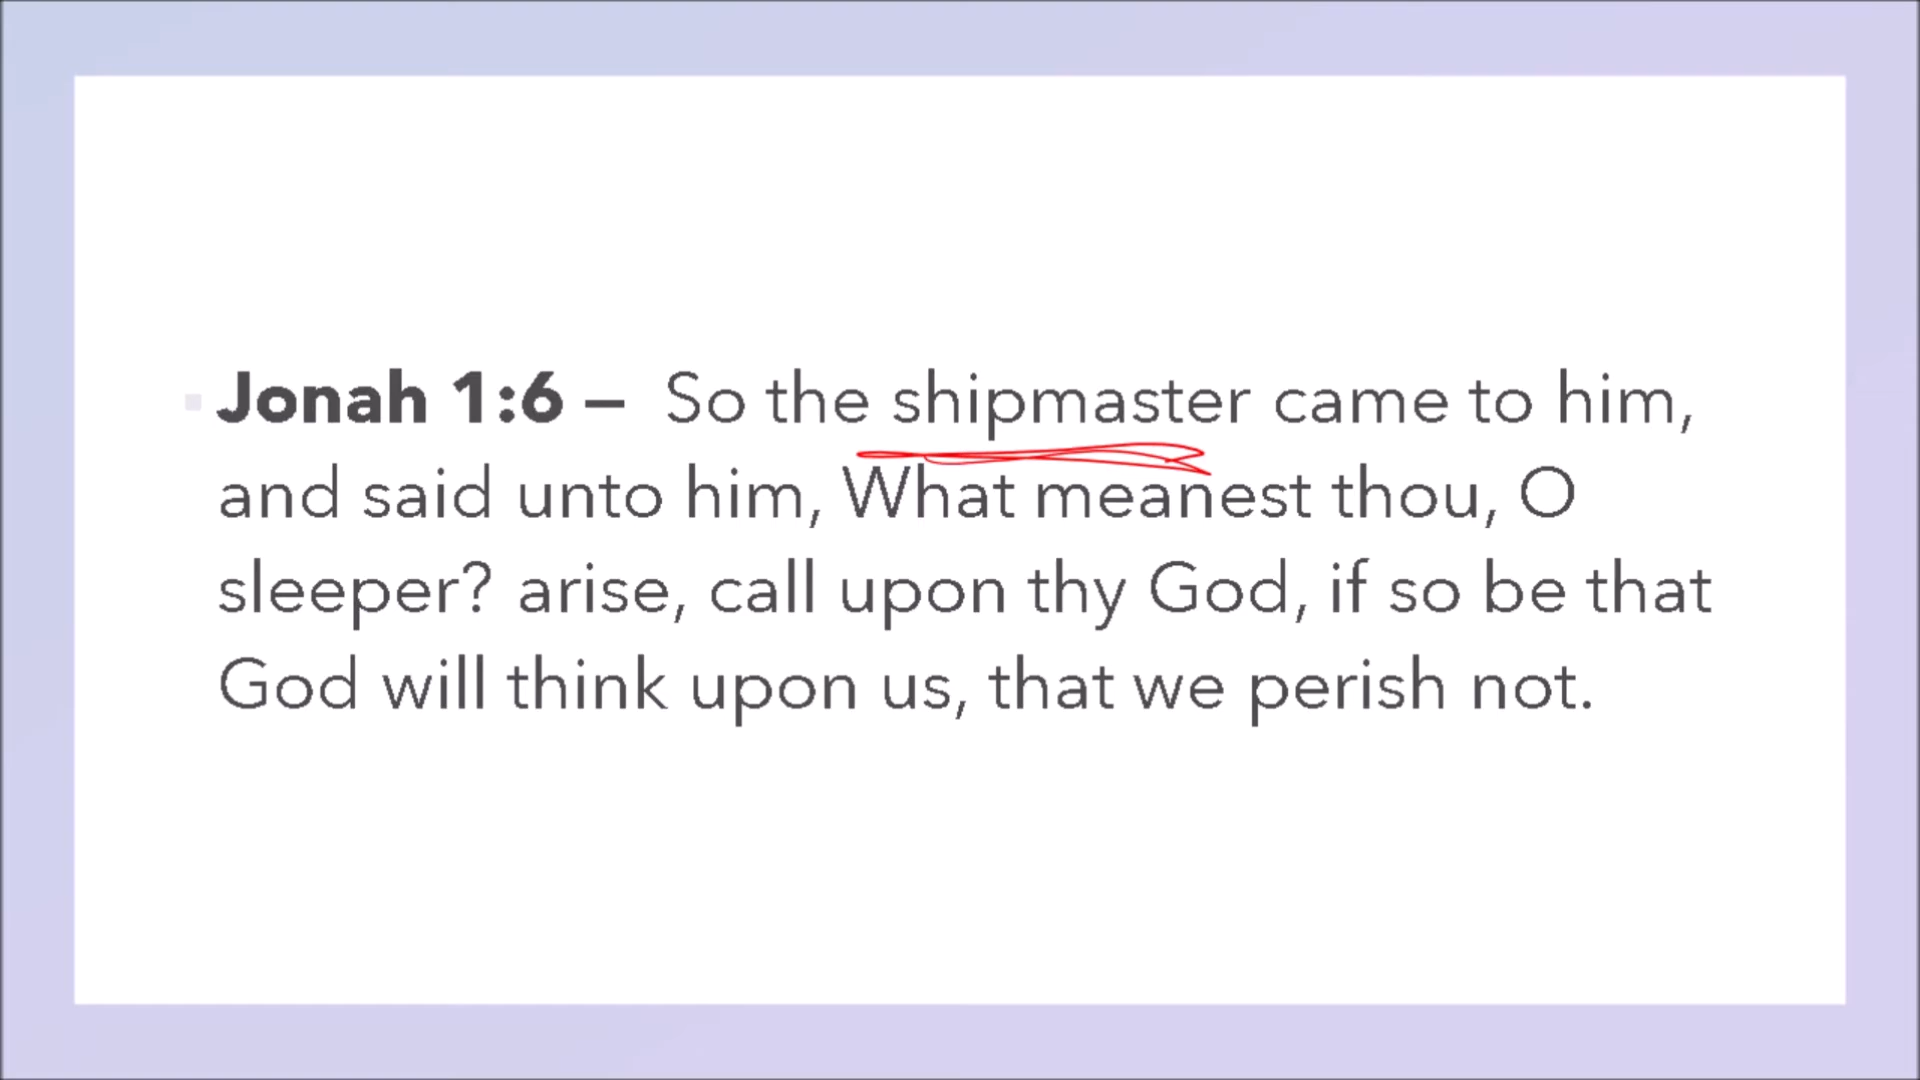 Jonah 1:6 – So the shipmaster came to him,
and said unto him, What meanest thou, O
sleeper? arise, call upon thy God, if so be that
God will think upon us, that we perish not.